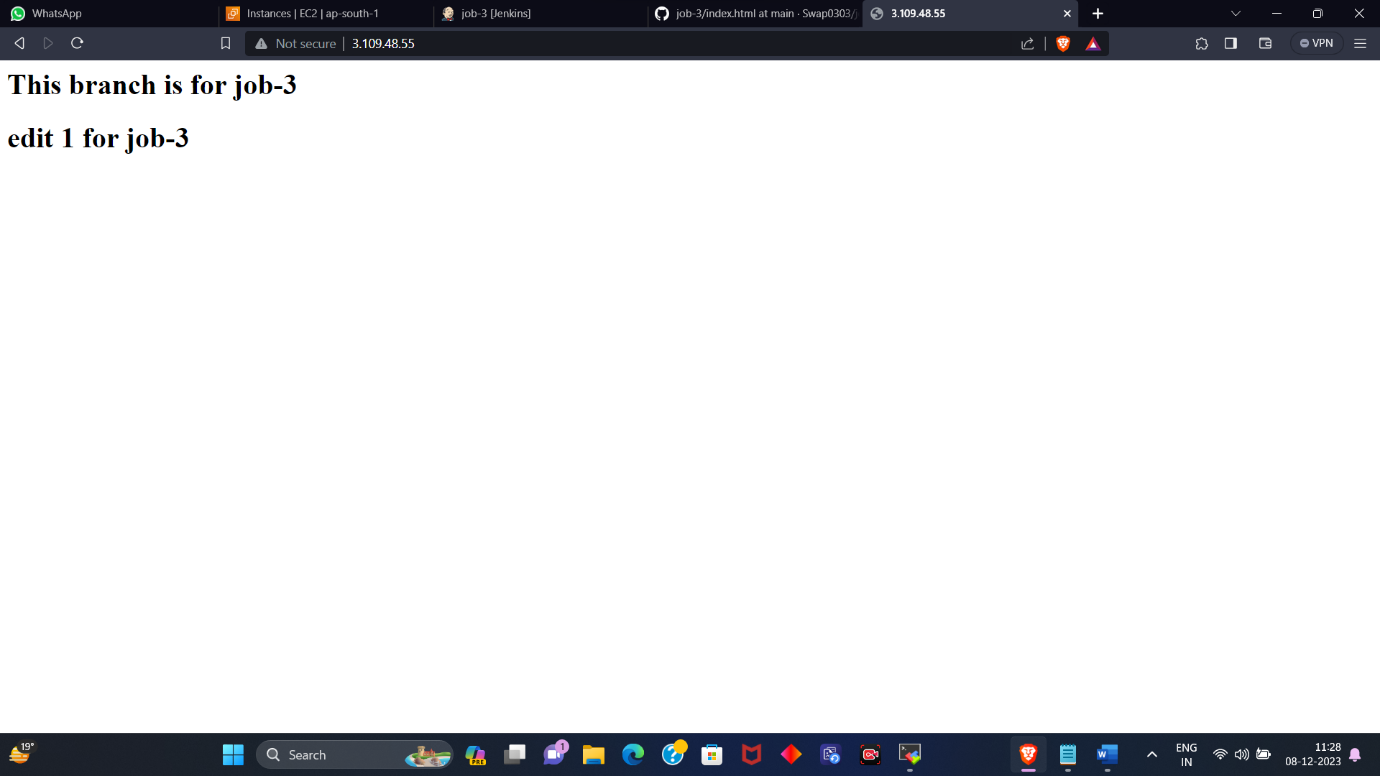 WhatsApp
Instances | EC2 | ap-south-1
job-3 [Jenkins]
job-3/index.html at main · Swap0303/j
3.109.48.55
Not secure
3.109.48.55
VPN
This branch is for job-3
edit 1 for job-3
19°
Search
PRE
1
W
ENG
IN
11:28
08-12-2023